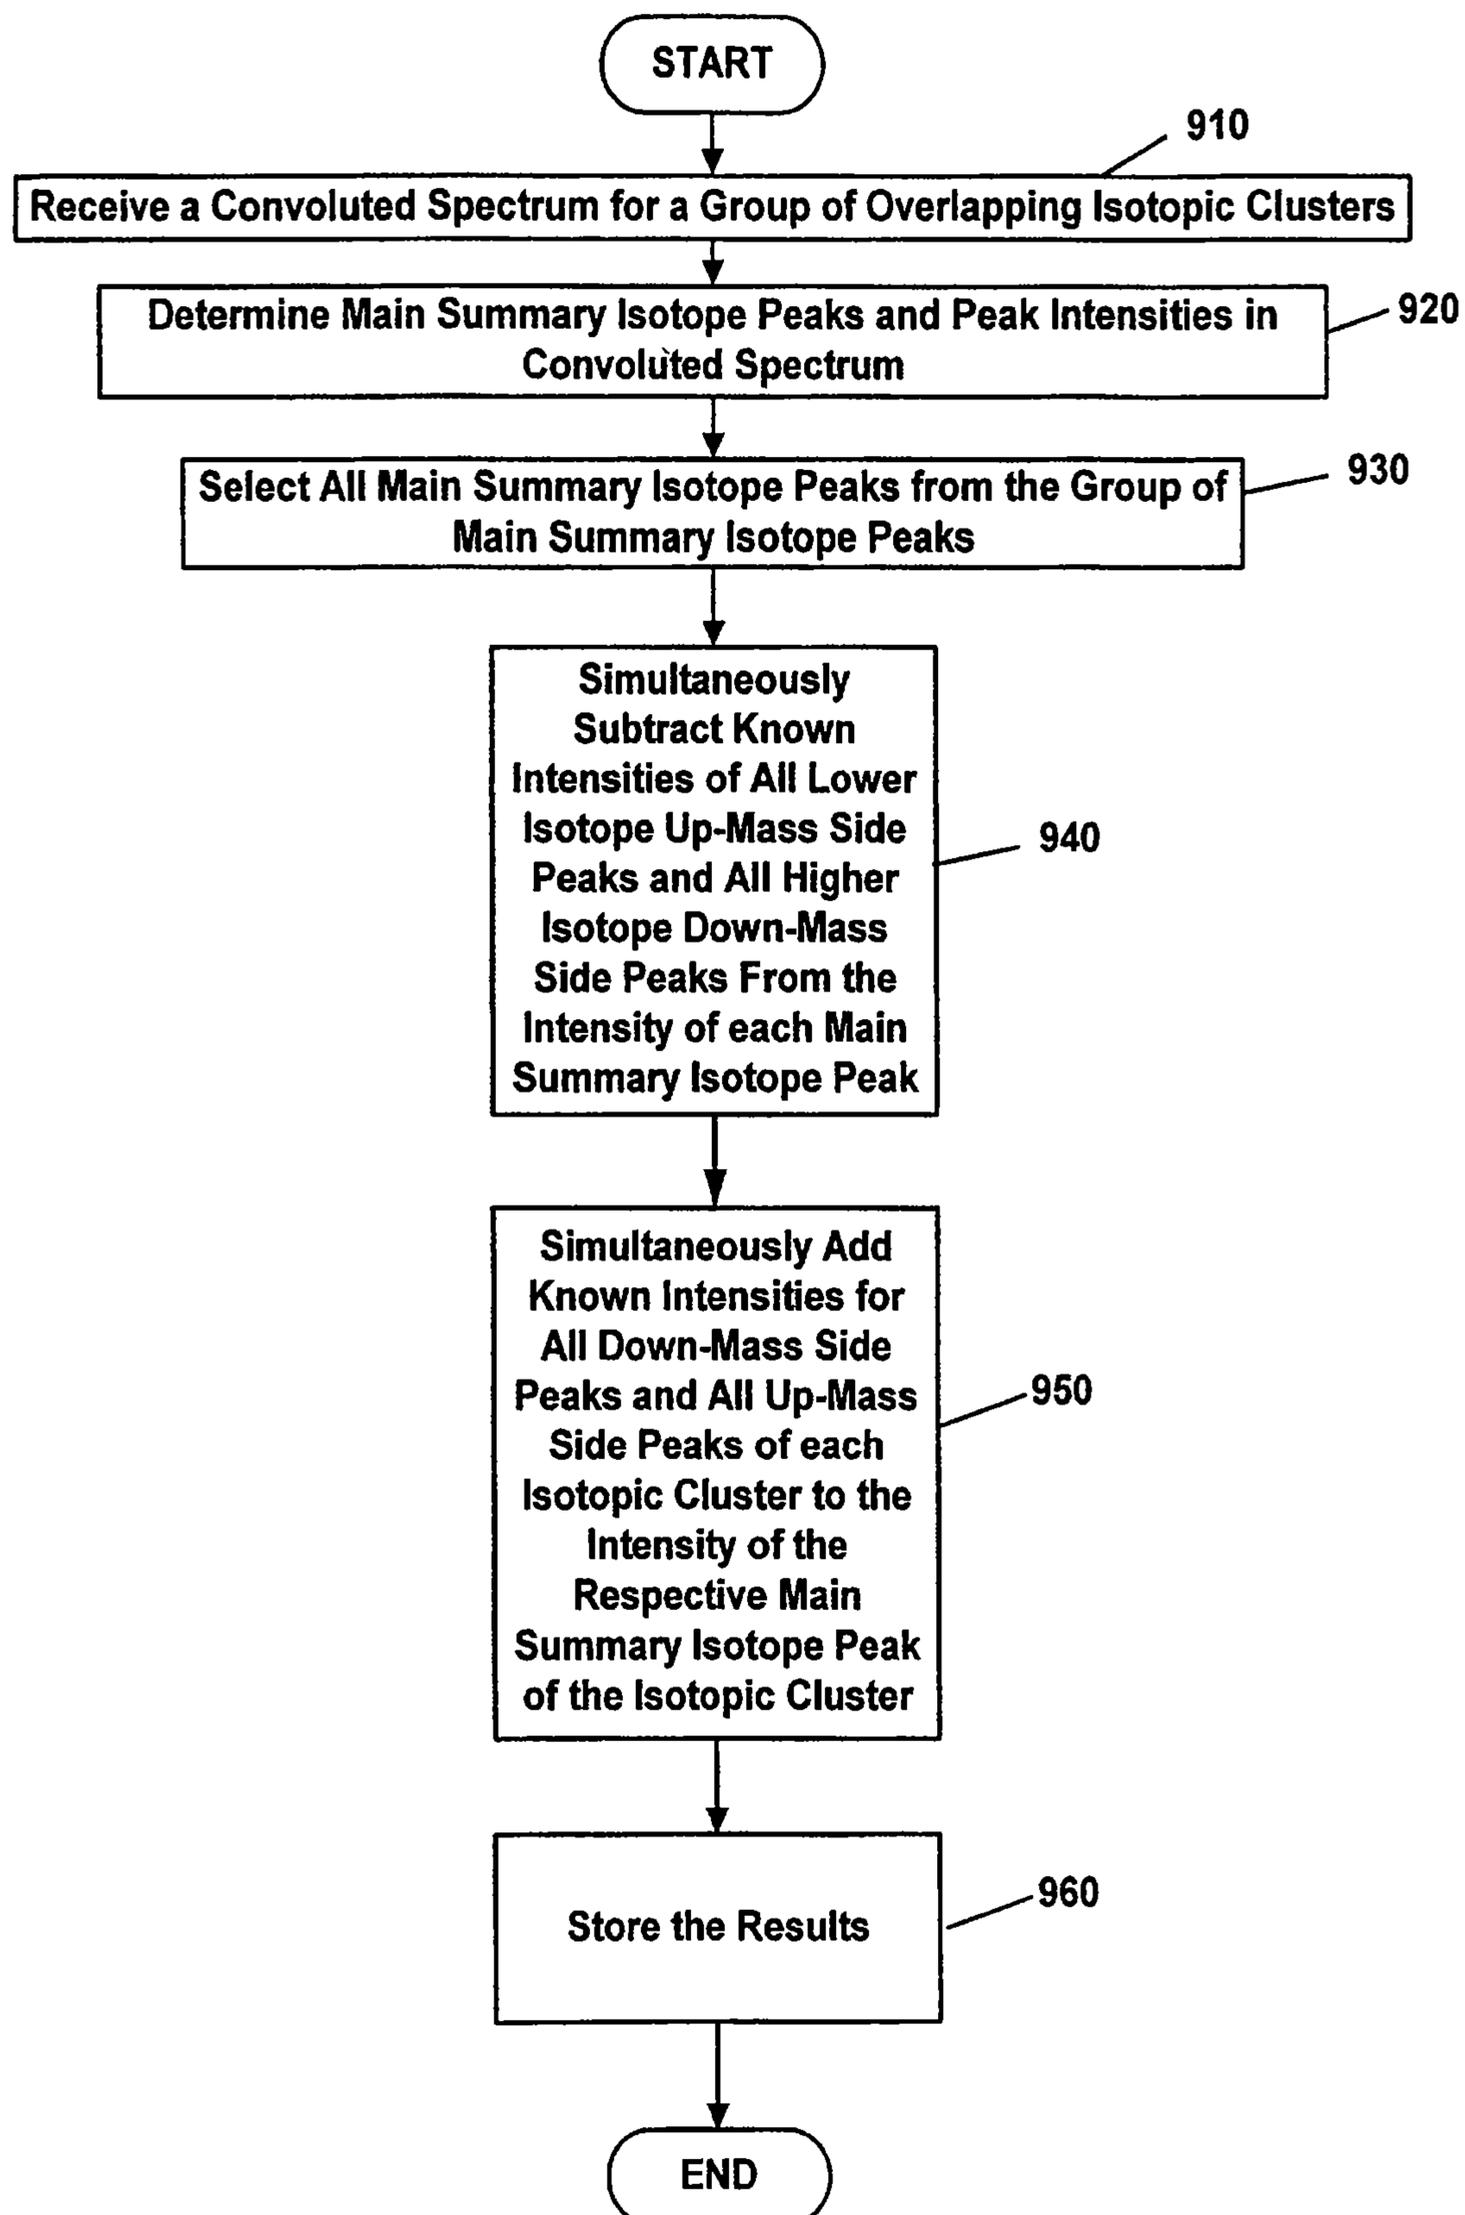 START
910
Receive a Convoluted Spectrum for a Group of Overlapping Isotopic Clusters
Determine Main Summary Isotope Peaks and Peak Intensities in
Convoluted Spectrum
920
Select All Main Summary Isotope Peaks from the Group of
Main Summary Isotope Peaks
930
Simultaneously
Subtract Known
Intensities of All Lower
Isotope Up-Mass Side
Peaks and All Higher
Isotope Down-Mass
Side Peaks From the
Intensity of each Main
Summary Isotope Peak
940
Simultaneously Add
Known Intensities for
All Down-Mass Side
Peaks and All Up-Mass
Side Peaks of each
Isotopic Cluster to the
Intensity of the
Respective Main
Summary Isotope Peak
of the Isotopic Cluster
950
Store the Results
960
END